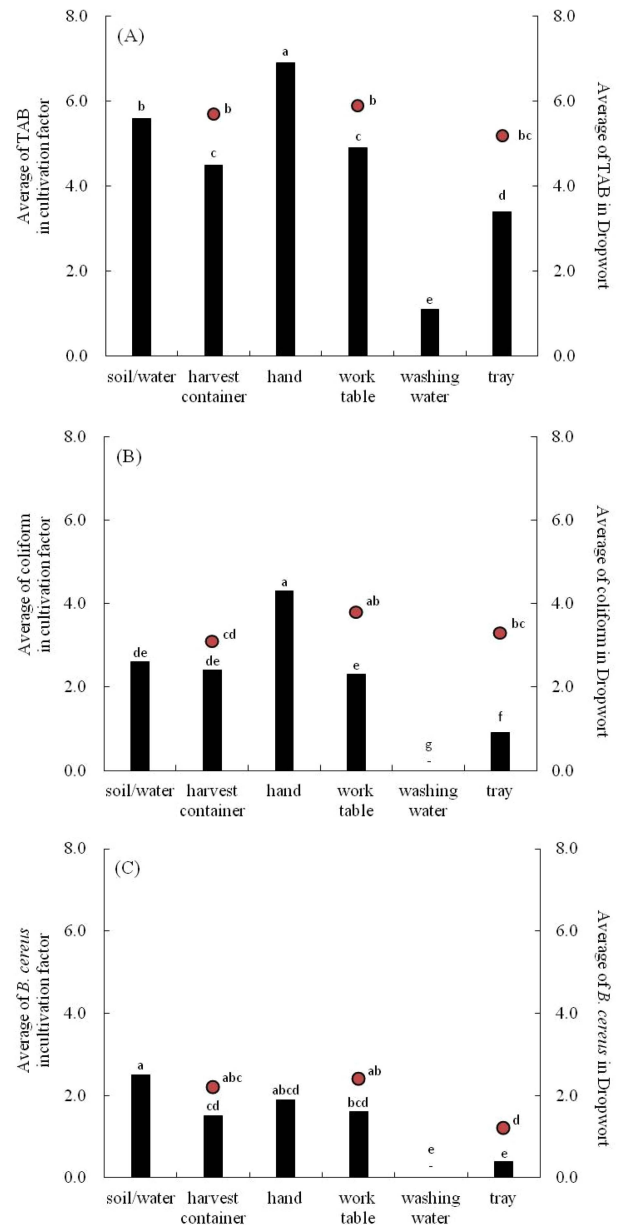 (A)
Average of TAB
in cultivation factor
8.0
6.0
4.0
2.0
0.0
b
b
c
a
b
c
e
bc
d
8.0
6.0
4.0
2.0
0.0
Average of TAB in Dropwort
soil/water harvest hand work washing tray
container table water
(B)
Average of coliform
in cultivation factor
8.0
6.0
4.0
2.0
0.0
de
cd
de
a
ab
e
g
-
bc
f
8.0
6.0
4.0
2.0
0.0
Average of coliform in Dropwort
soil/water harvest hand work washing tray
container table water
(C)
Average of B. cereus
incultivation factor
8.0
6.0
4.0
2.0
0.0
a
abc
cd
abcd
ab
bcd
e
-
d
e
8.0
6.0
4.0
2.0
0.0
Average of B. cereus in Dropwort
soil/water harvest hand work washing tray
container table water